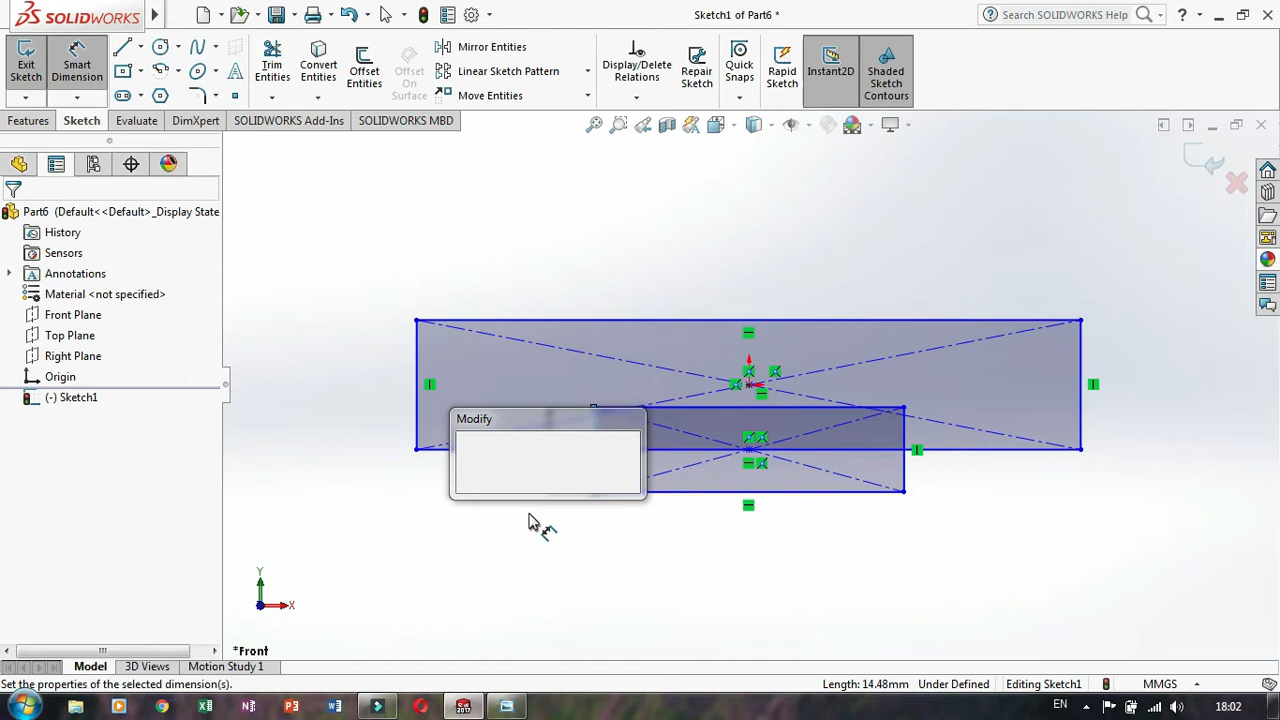 SOLIDWORKS
Sketch1 of Part6 *
Search SOLIDWORKS Help
Exit Sketch
Smart Dimension
Trim Entities
Convert Entities
Offset Entities
Offset On Surface
Mirror Entities
Linear Sketch Pattern
Move Entities
Display/Delete Relations
Repair Sketch
Quick Snaps
Rapid Sketch
Instant2D
Shaded Sketch Contours
Features
Sketch
Evaluate
DimXpert
SOLIDWORKS Add-Ins
SOLIDWORKS MBD
Part6 (Default<<Default>_Display State
History
Sensors
Annotations
Material <not specified>
Front Plane
Top Plane
Right Plane
Origin
(-) Sketch1
Modify
Y
X
*Front
Model
3D Views
Motion Study 1
Set the properties of the selected dimension(s).
Length: 14.48mm
Under Defined
Editing Sketch1
MMGS
EN
18:02